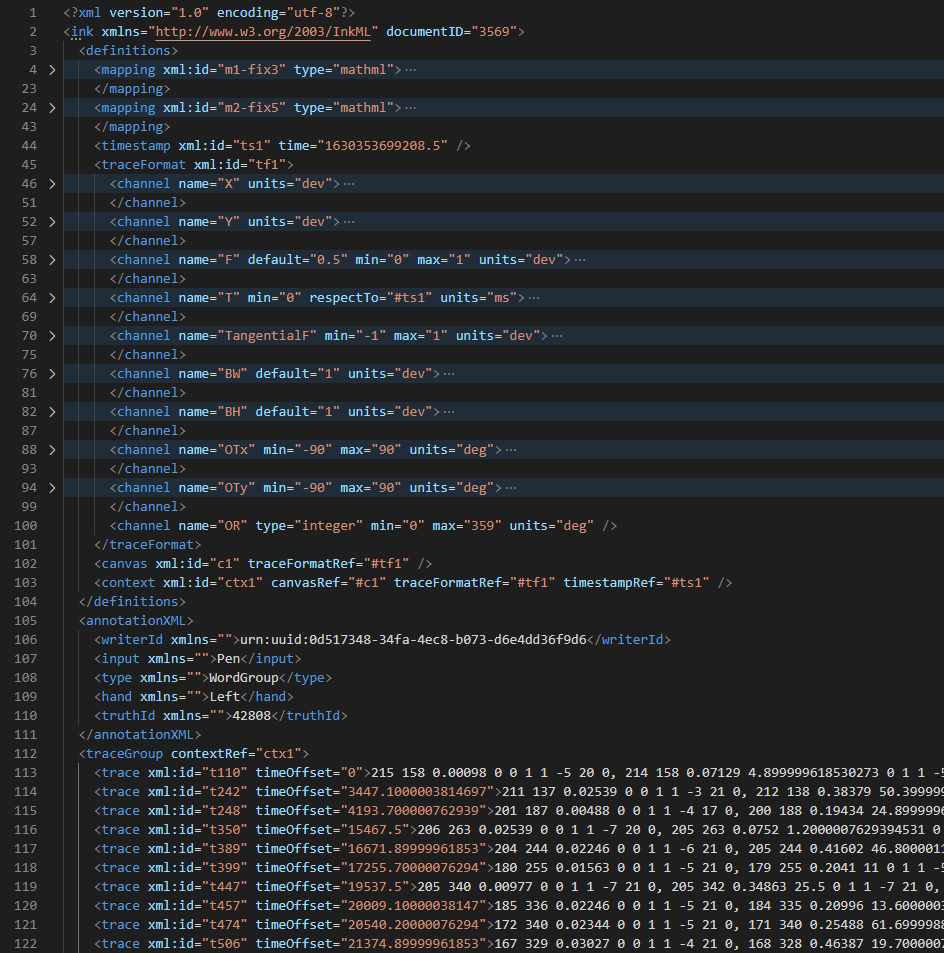 1 <?xml version="1.0" encoding="utf-8"?>
2 <ink xmlns="http://www.w3.org/2003/InkML" documentID="3569">
3 <definitions>
4 > <mapping xml:id="m1-fix3" type="mathml">···
23 </mapping>
24 > <mapping xml:id="m2-fix5" type="mathml">···
43 </mapping>
44 <timestamp xml:id="ts1" time="1630353699208.5" />
45 <traceFormat xml:id="tf1">
46 > <channel name="X" units="dev">···
51 </channel>
52 > <channel name="Y" units="dev">···
57 </channel>
58 > <channel name="F" default="0.5" min="0" max="1" units="dev">···
63 </channel>
64 > <channel name="T" min="0" respectTo="#ts1" units="ms">···
69 </channel>
70 > <channel name="TangentialF" min="-1" max="1" units="dev">···
75 </channel>
76 > <channel name="BW" default="1" units="dev">···
81 </channel>
82 > <channel name="BH" default="1" units="dev">···
87 </channel>
88 > <channel name="OTx" min="-90" max="90" units="deg">···
93 </channel>
94 > <channel name="OTy" min="-90" max="90" units="deg">···
99 </channel>
100 <channel name="OR" type="integer" min="0" max="359" units="deg" />
101 </traceFormat>
102 <canvas xml:id="c1" traceFormatRef="#tf1" />
103 <context xml:id="ctx1" canvasRef="#c1" traceFormatRef="#tf1" timestampRef="#ts1" />
104 </definitions>
105 <annotationXML>
106 <writerId xmlns="">urn:uuid:0d517348-34fa-4ec8-b073-d6e4dd36f9d6</writerId>
107 <input xmlns="">Pen</input>
108 <type xmlns="">WordGroup</type>
109 <hand xmlns="">Left</hand>
110 <truthId xmlns="">42808</truthId>
111 </annotationXML>
112 <traceGroup contextRef="ctx1">
113 <trace xml:id="t110" timeOffset="0">215 158 0.00098 0 0 1 1 -5 20 0, 214 158 0.07129 4.899999618530273 0 1 1 -5
114 <trace xml:id="t242" timeOffset="3447.1000003814697">211 137 0.02539 0 0 1 1 -3 21 0, 212 138 0.38379 50.399999
115 <trace xml:id="t248" timeOffset="4193.700000762939">201 187 0.00488 0 0 1 1 -4 17 0, 200 188 0.19434 24.8999996
116 <trace xml:id="t350" timeOffset="15467.5">206 263 0.02539 0 0 1 1 -7 20 0, 205 263 0.0752 1.2000007629394531 0
117 <trace xml:id="t389" timeOffset="16671.89999961853">204 244 0.02246 0 0 1 1 -6 21 0, 205 244 0.41602 46.8000011
118 <trace xml:id="t399" timeOffset="17255.70000076294">180 255 0.01563 0 0 1 1 -5 21 0, 179 255 0.2041 11 0 1 1 -5
119 <trace xml:id="t447" timeOffset="19537.5">205 340 0.00977 0 0 1 1 -7 21 0, 205 342 0.34863 25.5 0 1 1 -7 21 0,
120 <trace xml:id="t457" timeOffset="20009.10000038147">185 336 0.02246 0 0 1 1 -5 21 0, 184 335 0.20996 13.6000003
121 <trace xml:id="t474" timeOffset="20540.20000076294">172 340 0.02344 0 0 1 1 -5 21 0, 171 340 0.25488 61.6999988
122 <trace xml:id="t506" timeOffset="21374.89999961853">167 329 0.03027 0 0 1 1 -4 21 0, 168 328 0.46387 19.7000007